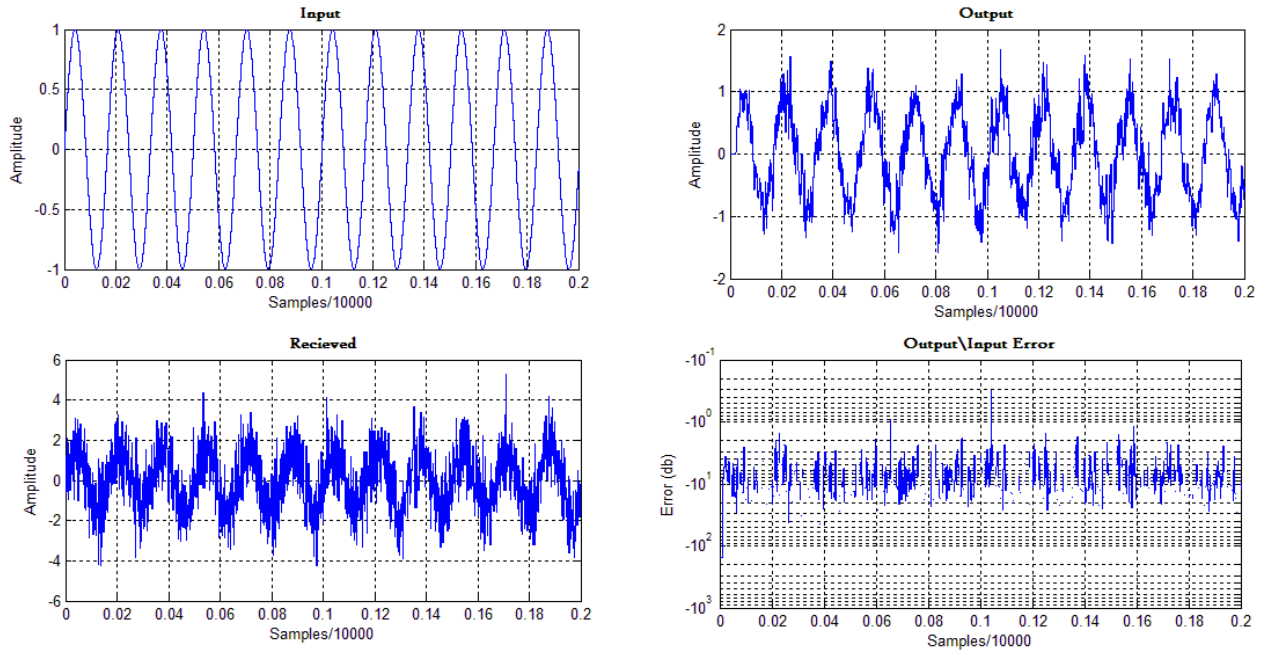 Input
Amplitude
1
0.5
0
-0.5
-1
0 0.02 0.04 0.06 0.08 0.1 0.12 0.14 0.16 0.18 0.2
Samples/10000
Output
Amplitude
2
1
0
-1
-2
0 0.02 0.04 0.06 0.08 0.1 0.12 0.14 0.16 0.18 0.2
Samples/10000
Recieved
Amplitude
6
4
2
0
-2
-4
-6
0 0.02 0.04 0.06 0.08 0.1 0.12 0.14 0.16 0.18 0.2
Samples/10000
Output\Input Error
Error (db)
-10⁻¹
-10⁰
-10¹
-10²
-10³
0 0.02 0.04 0.06 0.08 0.1 0.12 0.14 0.16 0.18 0.2
Samples/10000